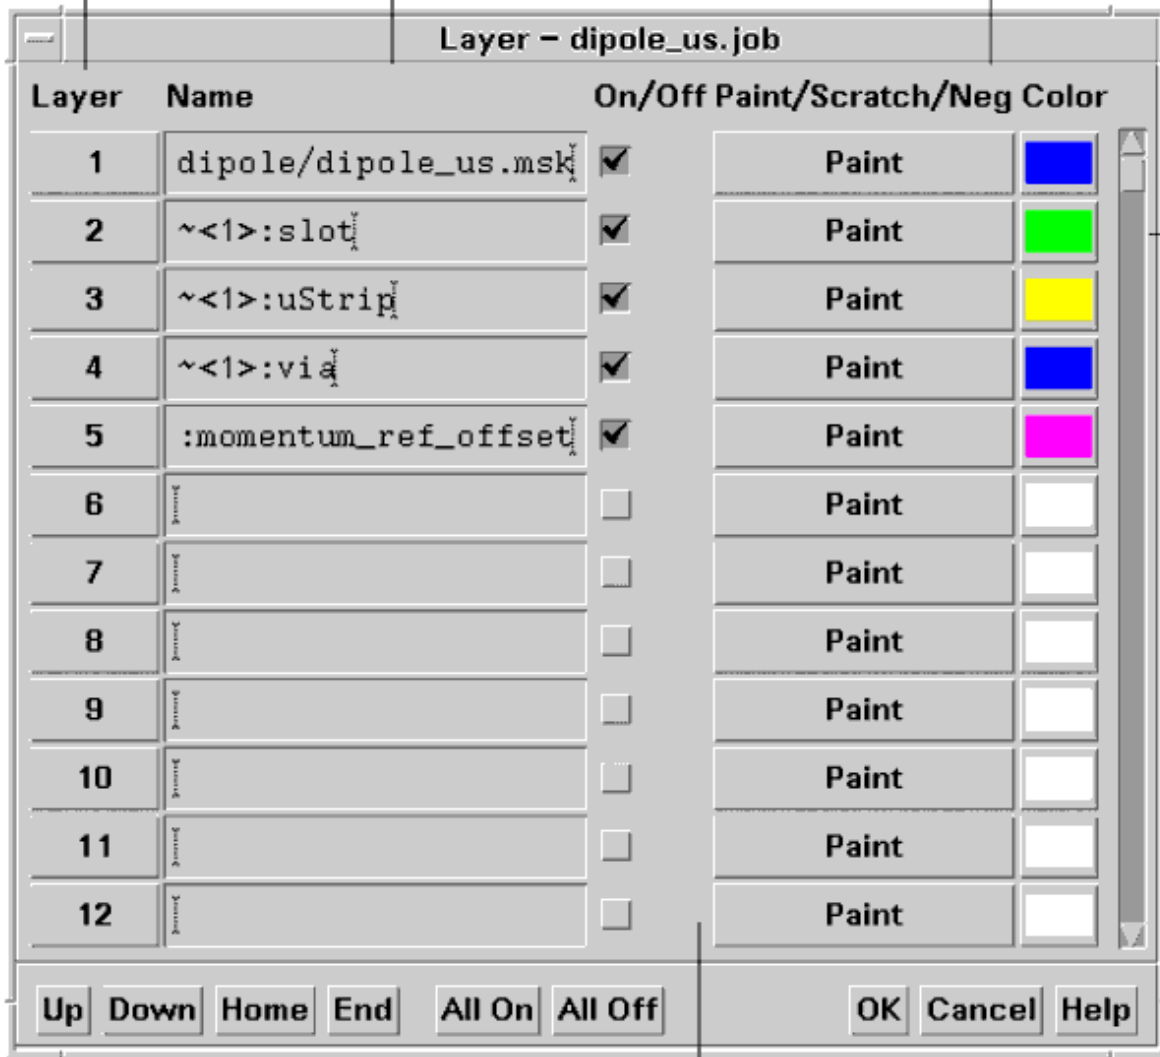 Layer – dipole_us.job
Layer Name On/Off Paint/Scratch/Neg Color
1 dipole/dipole_us.msk Paint
2 ~<1>:slot Paint
3 ~<1>:uStrip Paint
4 ~<1>:via Paint
5 :momentum_ref_offset Paint
6 Paint
7 Paint
8 Paint
9 Paint
10 Paint
11 Paint
12 Paint
Up Down Home End All On All Off OK Cancel Help